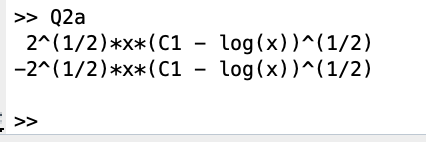 >> Q2a
2^(1/2)*x*(C1 - log(x))^(1/2)
-2^(1/2)*x*(C1 - log(x))^(1/2)
>>